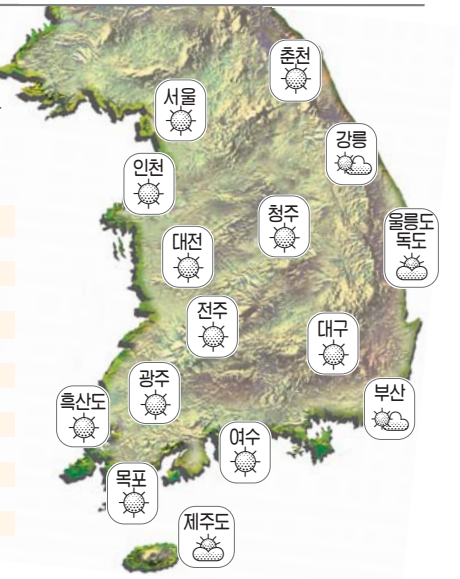 춘천
서울
강릉
인천
청주
울릉도
독도
대전
전주
대구
광주
부산
흑산도
여수
목포
제주도